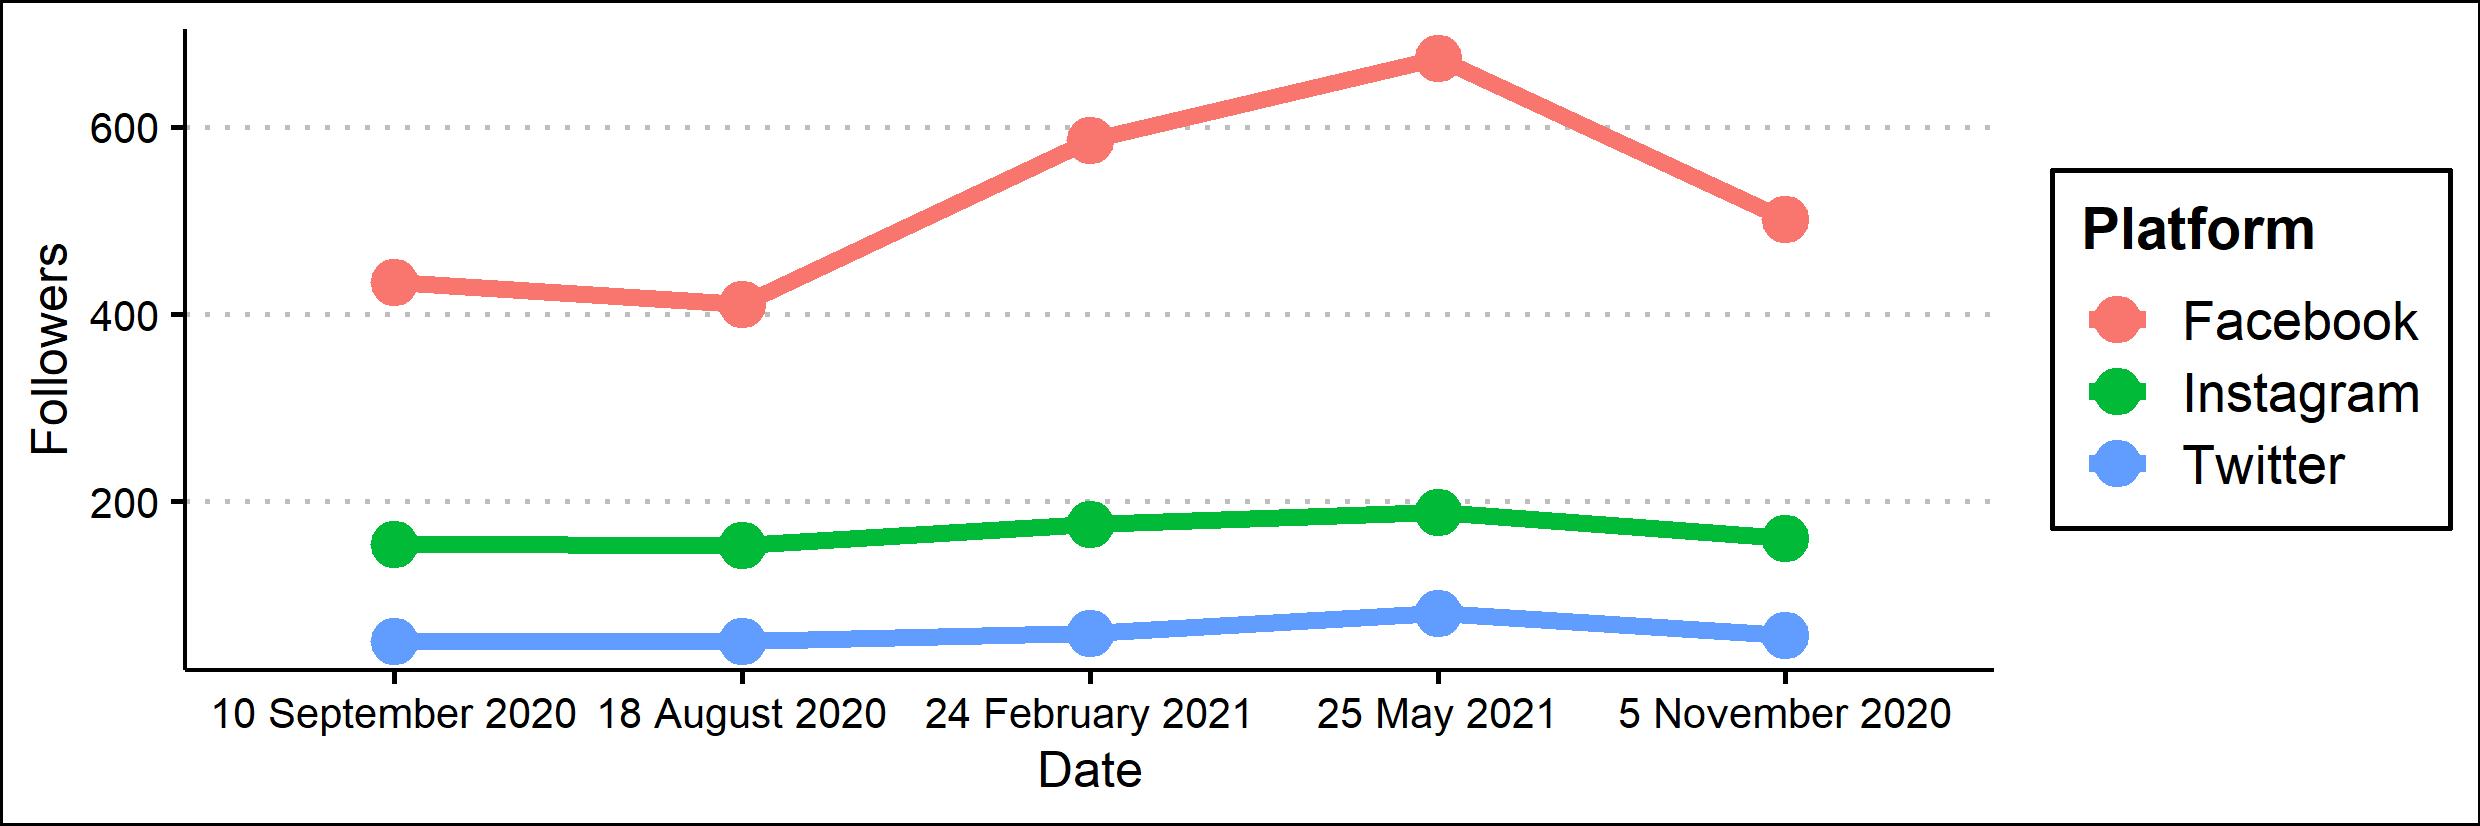 600
400
200
Followers
10 September 2020 18 August 2020 24 February 2021 25 May 2021 5 November 2020
Date
Platform
Facebook
Instagram
Twitter